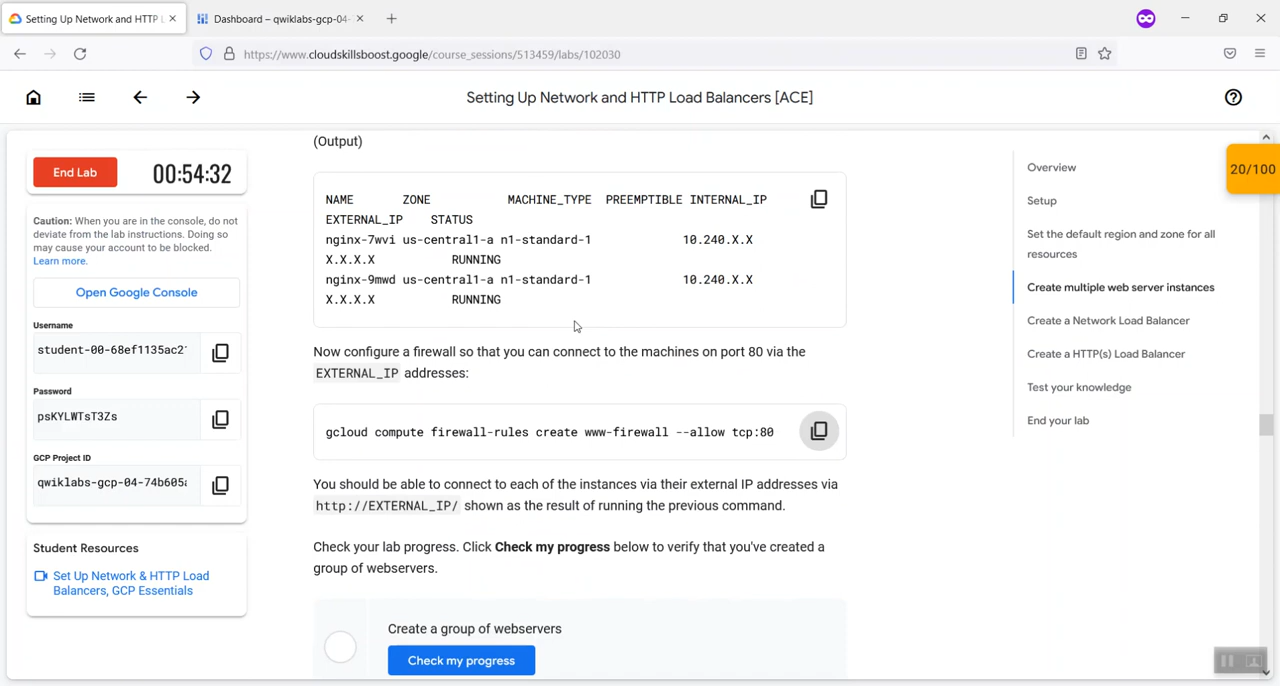 Setting Up Network and HTTP L
Dashboard – qwiklabs-gcp-04-
https://www.cloudskillsboost.google/course_sessions/513459/labs/102030
Setting Up Network and HTTP Load Balancers [ACE]
End Lab
00:54:32
Caution: When you are in the console, do not
deviate from the lab instructions. Doing so
may cause your account to be blocked.
Learn more.
Open Google Console
Username
student-00-68ef1135ac2
Password
psKYLWTsT3Zs
GCP Project ID
qwiklabs-gcp-04-74b605a
Student Resources
Set Up Network & HTTP Load
Balancers, GCP Essentials
(Output)
NAME ZONE MACHINE_TYPE PREEMPTIBLE INTERNAL_IP
EXTERNAL_IP STATUS
nginx-7wvi us-central1-a n1-standard-1 10.240.X.X
X.X.X.X RUNNING
nginx-9mwd us-central1-a n1-standard-1 10.240.X.X
X.X.X.X RUNNING
Now configure a firewall so that you can connect to the machines on port 80 via the
EXTERNAL_IP addresses:
gcloud compute firewall-rules create www-firewall --allow tcp:80
You should be able to connect to each of the instances via their external IP addresses via
http://EXTERNAL_IP/ shown as the result of running the previous command.
Check your lab progress. Click Check my progress below to verify that you've created a
group of webservers.
Create a group of webservers
Check my progress
Overview
Setup
Set the default region and zone for all
resources
Create multiple web server instances
Create a Network Load Balancer
Create a HTTP(s) Load Balancer
Test your knowledge
End your lab
20/100